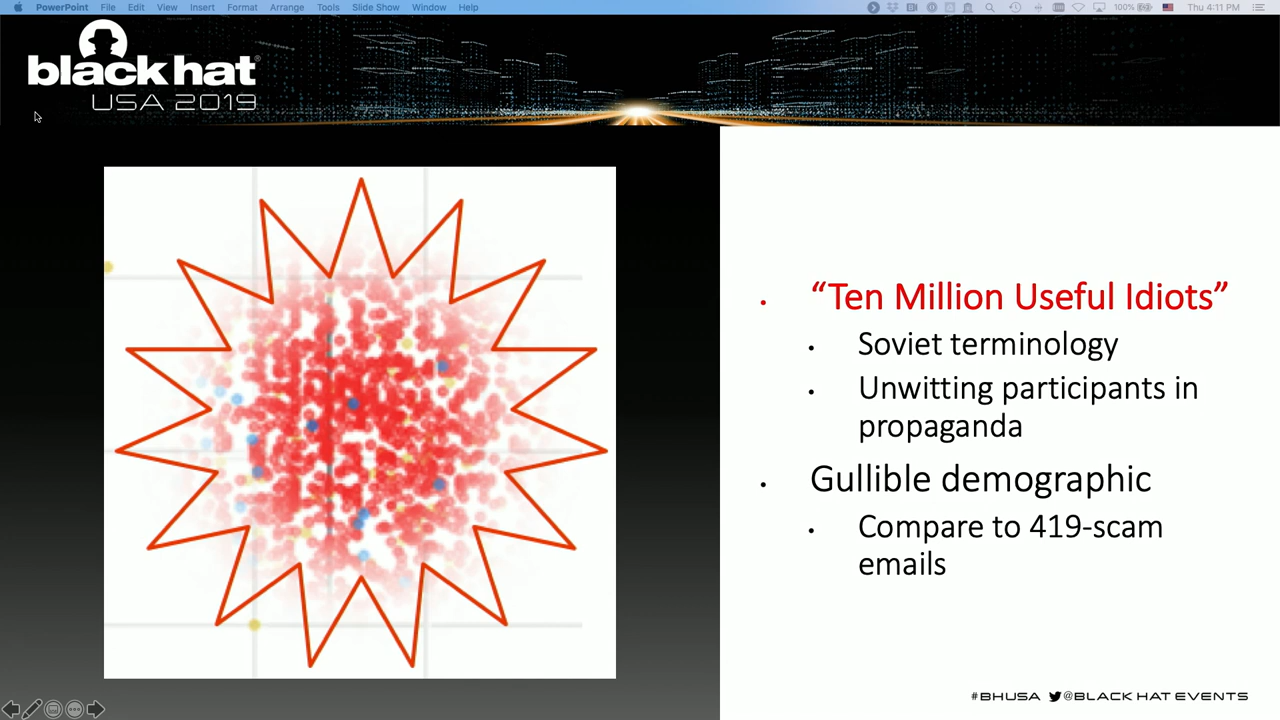 PowerPoint File Edit View Insert Format Arrange Tools Slide Show Window Help 100% Thu 4:11 PM
black hat®
USA 2019
• “Ten Million Useful Idiots”
• Soviet terminology
• Unwitting participants in
propaganda
• Gullible demographic
• Compare to 419-scam
emails
#BHUSA @BLACK HAT EVENTS